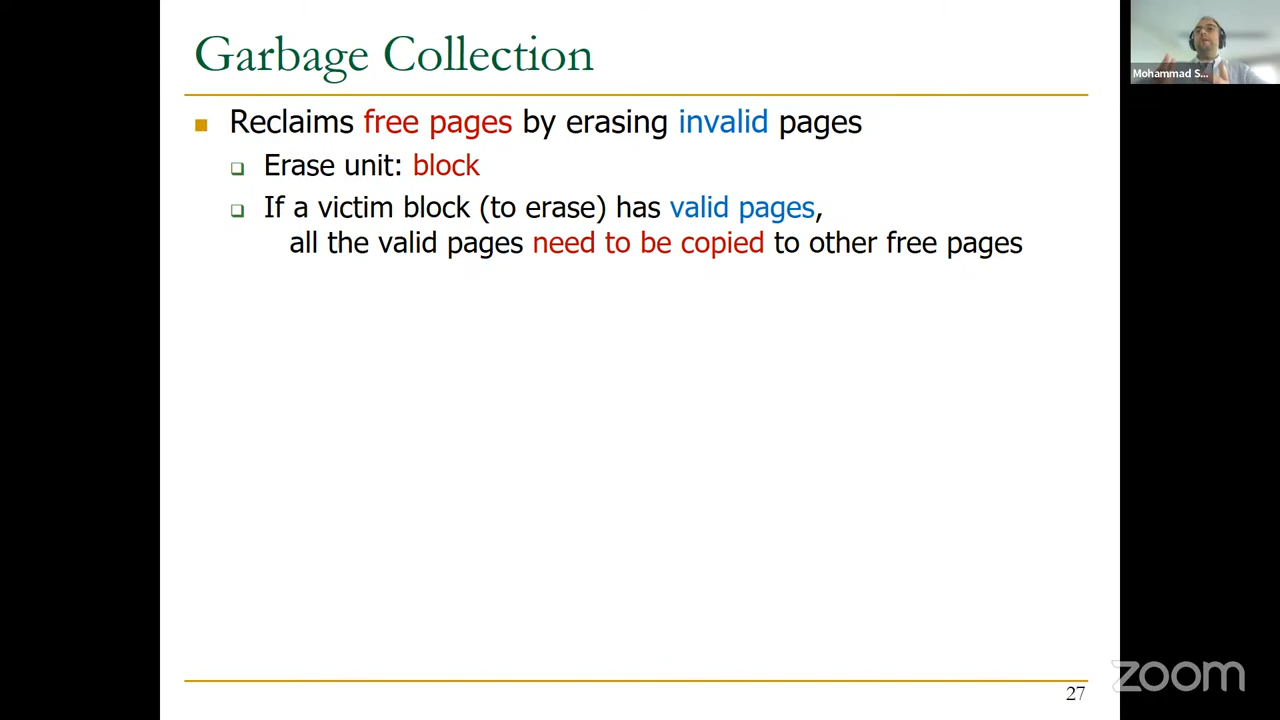 Garbage Collection
Reclaims free pages by erasing invalid pages
Erase unit: block
If a victim block (to erase) has valid pages,
all the valid pages need to be copied to other free pages
27
Mohammad S...
zoom